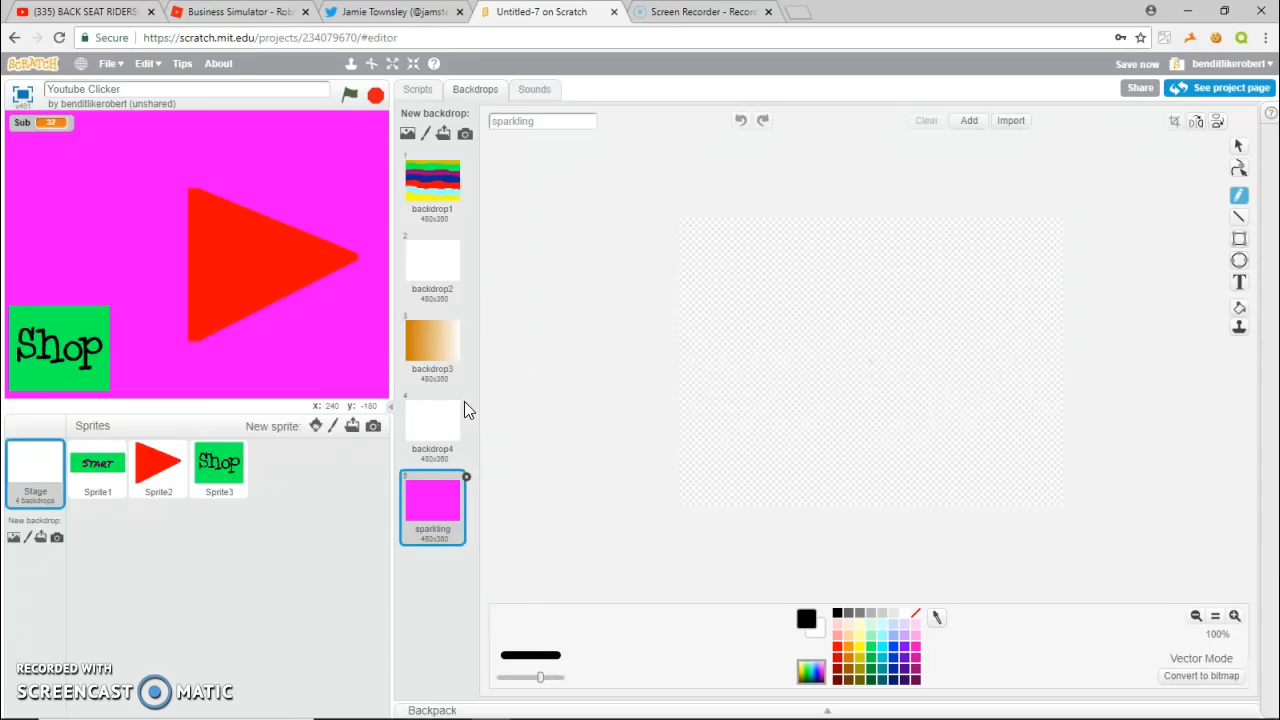 (335) BACK SEAT RIDERS
Business Simulator - Rob
Jamie Townsley (@jamst
Untitled-7 on Scratch
Screen Recorder - Record
Secure
https://scratch.mit.edu/projects/234079670/#editor
SCRATCH
File
Edit
Tips
About
Save now
benditlikerobert
v461
Youtube Clicker
by benditlikerobert (unshared)
Scripts
Backdrops
Sounds
Share
See project page
Sub 32
Shop
New backdrop:
1
backdrop1
480x360
2
backdrop2
480x360
3
backdrop3
480x360
4
backdrop4
480x360
5
sparkling
480x360
sparkling
Clear
Add
Import
T
x: 240 y: -180
Sprites
New sprite:
Stage
4 backdrops
START
Sprite1
Sprite2
Shop
Sprite3
New backdrop:
100%
Vector Mode
Convert to bitmap
Backpack
RECORDED WITH
SCREENCAST MATIC